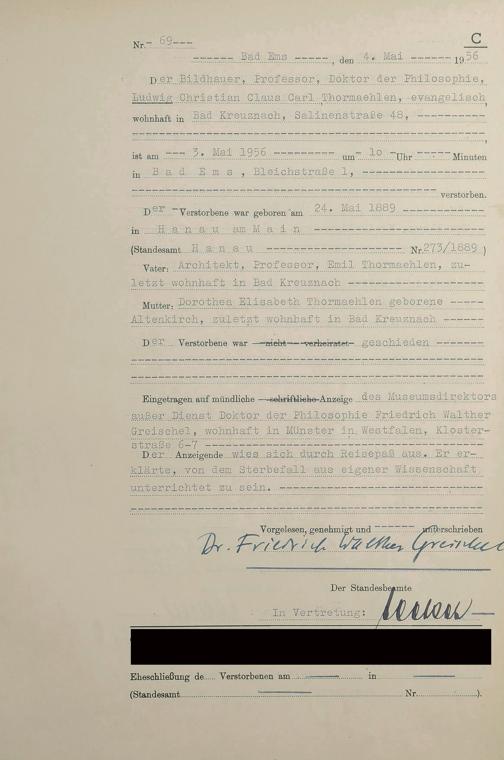 C
Nr. - 69---
------ Bad Ems -----, den 4. Mai ------ 1956
Der Bildhauer, Professor, Doktor der Philosophie,
Ludwig Christian Claus Carl Thormaehlen, evangelisch,
wohnhaft in Bad Kreuznach, Salinenstraße 48, ----------
ist am --- 3. Mai 1956 --------- um - 10 - Uhr ----- Minuten
in Bad Ems, Bleichstraße 1, -------------------
verstorben.
Der - Verstorbene war geboren am 24. Mai 1889 ------------
in Hanau am Main -------------------------
(Standesamt Hanau -------------------- Nr. 273/1889 )
Vater: Architekt, Professor, Emil Thormaehlen, zu-
letzt wohnhaft in Bad Kreuznach --------------------
Mutter: Dorothea Elisabeth Thormaehlen geborene -----
Altenkirch, zuletzt wohnhaft in Bad Kreuznach -------
Der Verstorbene war — nicht — verheiratet geschieden --------
Eingetragen auf mündliche — schriftliche Anzeige des Museumsdirektors
außer Dienst Doktor der Philosophie Friedrich Walther
Greischel, wohnhaft in Münster in Westfalen, Kloster-
straße 6-7 ----------------------------------
Der Anzeigende wies sich durch Reisepaß aus. Er er-
klärte, von dem Sterbefall aus eigener Wissenschaft
unterrichtet zu sein. -----------------------------
Vorgelesen, genehmigt und ------ unterschrieben
Dr. Friedrich Walther Greischel
Der Standesbeamte
In Vertretung:
Eheschließung de.... Verstorbenen am — in —
(Standesamt — Nr. ).